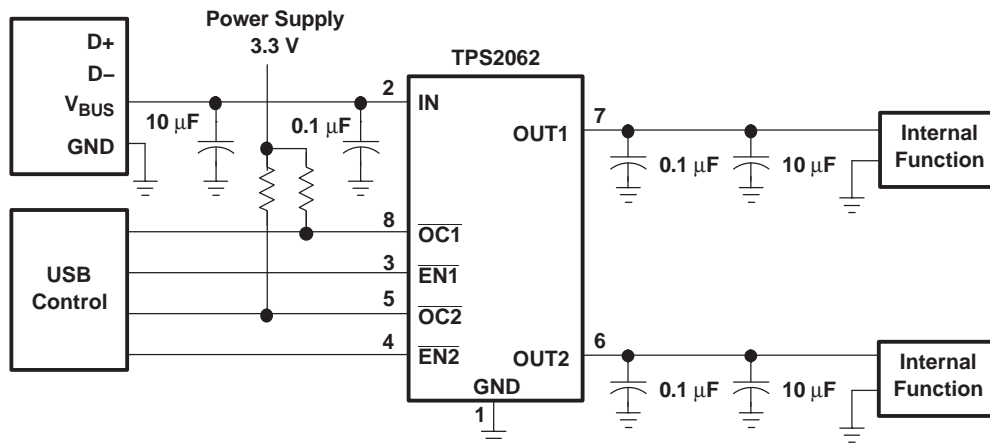 Power Supply
3.3 V
TPS2062
D+
D−
V_BUS
GND
10 μF
0.1 μF
2
IN
7
OUT1
0.1 μF
10 μF
Internal
Function
USB
Control
8
OC1
3
EN1
5
OC2
4
EN2
6
OUT2
GND
1
0.1 μF
10 μF
Internal
Function